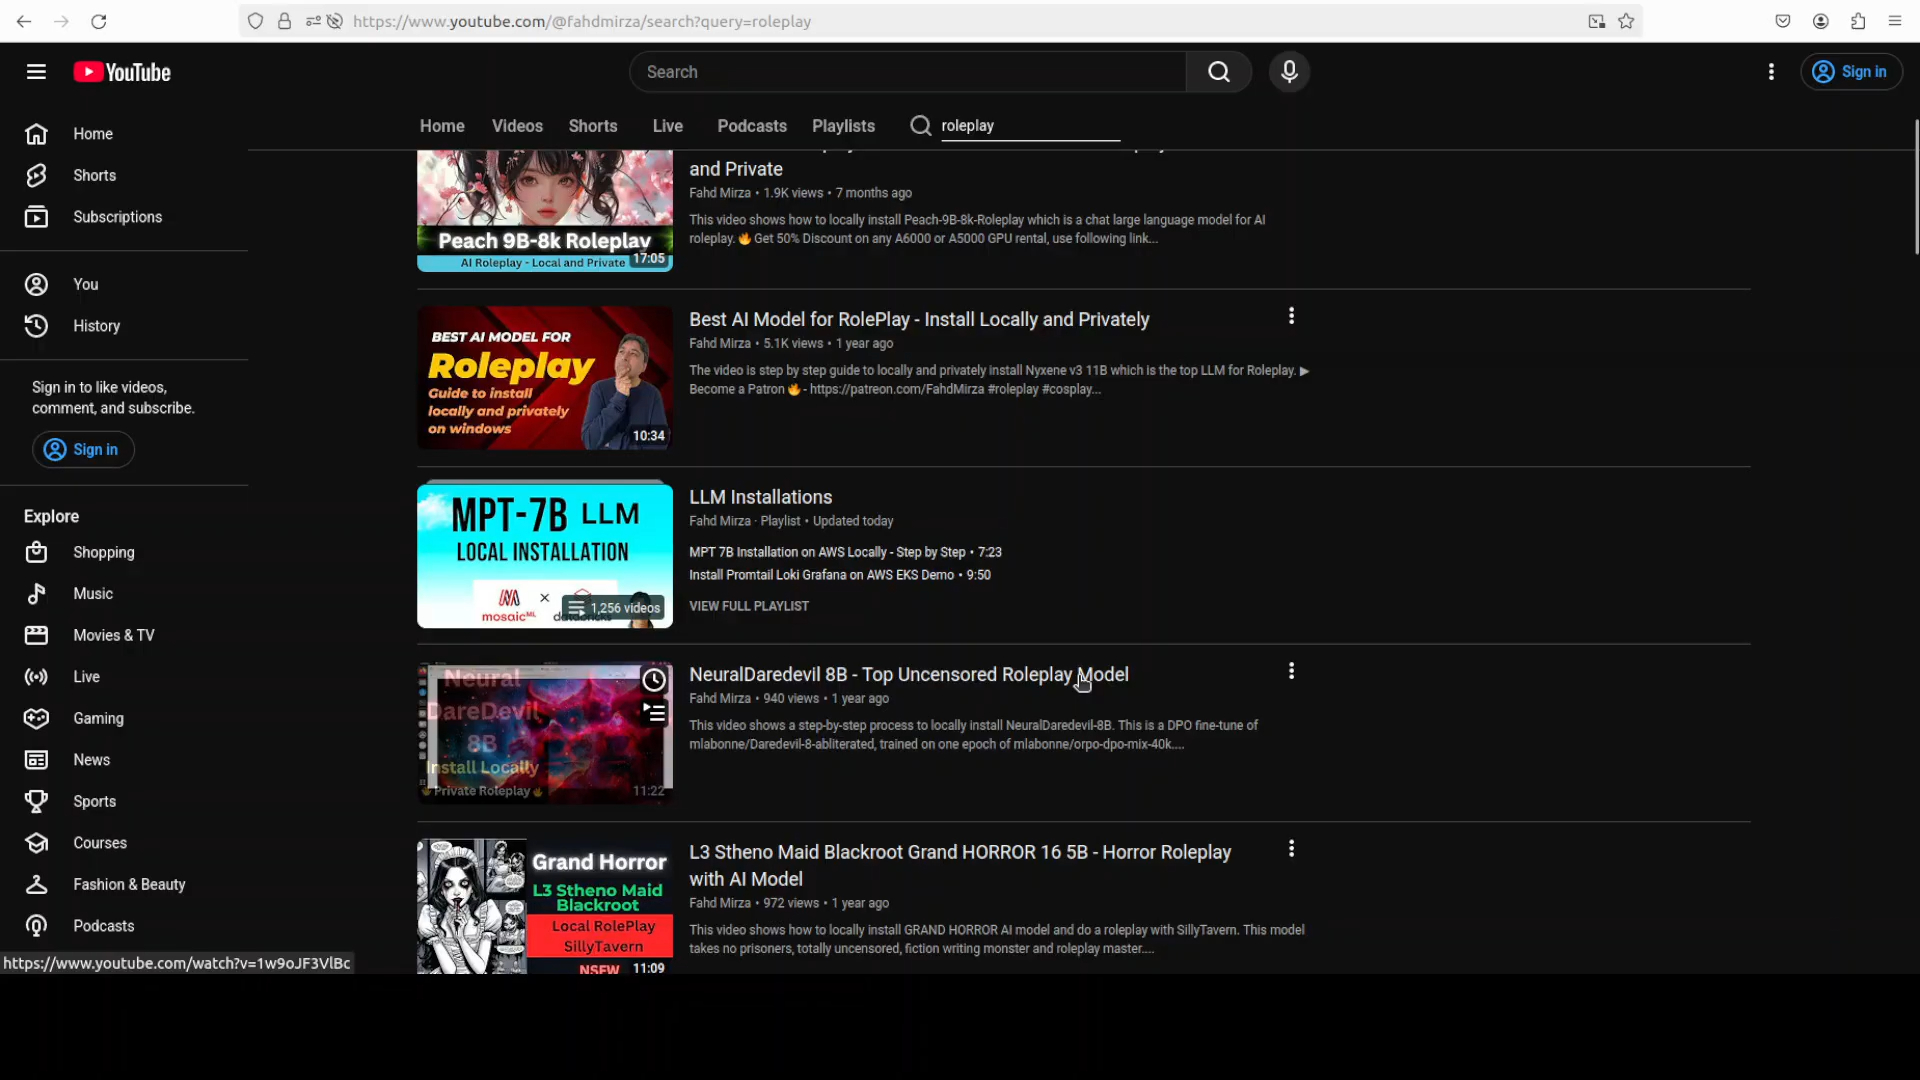 https://www.youtube.com/@fahdmirza/search?query=roleplay
YouTube
Search
Sign in
Home
Shorts
Subscriptions
You
History
Sign in to like videos,
comment, and subscribe.
Sign in
Explore
Shopping
Music
Movies & TV
Live
Gaming
News
Sports
Courses
Fashion & Beauty
Podcasts
https://www.youtube.com/watch?v=1w9oJF3VlBc
Home Videos Shorts Live Podcasts Playlists roleplay
Peach 9B-8k Roleplay
AI Roleplay - Local and Private
17:05
and Private
Fahd Mirza • 1.9K views • 7 months ago
This video shows how to locally install Peach-9B-8k-Roleplay which is a chat large language model for AI
roleplay. 🔥Get 50% Discount on any A6000 or A5000 GPU rental, use following link...
BEST AI MODEL FOR
Roleplay
Guide to install
locally and privately
on windows
10:34
Best AI Model for RolePlay - Install Locally and Privately
Fahd Mirza • 5.1K views • 1 year ago
The video is step by step guide to locally and privately install Nyxene v3 11B which is the top LLM for Roleplay. ▶
Become a Patron 🔥 - https://patreon.com/FahdMirza #roleplay #cosplay...
MPT-7B LLM
LOCAL INSTALLATION
mosaicML
1,256 videos
LLM Installations
Fahd Mirza · Playlist • Updated today
MPT 7B Installation on AWS Locally - Step by Step • 7:23
Install Promtail Loki Grafana on AWS EKS Demo • 9:50
VIEW FULL PLAYLIST
Neural
DareDevil
8B
Install Locally
🔥Private Roleplay🔥
11:22
NeuralDaredevil 8B - Top Uncensored Roleplay Model
Fahd Mirza • 940 views • 1 year ago
This video shows a step-by-step process to locally install NeuralDaredevil-8B. This is a DPO fine-tune of
mlabonne/Daredevil-8-abliterated, trained on one epoch of mlabonne/orpo-dpo-mix-40k....
Grand Horror
L3 Stheno Maid
Blackroot
Local RolePlay
SillyTavern
NSFW
11:09
L3 Stheno Maid Blackroot Grand HORROR 16 5B - Horror Roleplay
with AI Model
Fahd Mirza • 972 views • 1 year ago
This video shows how to locally install GRAND HORROR AI model and do a roleplay with SillyTavern. This model
takes no prisoners, totally uncensored, fiction writing monster and roleplay master....